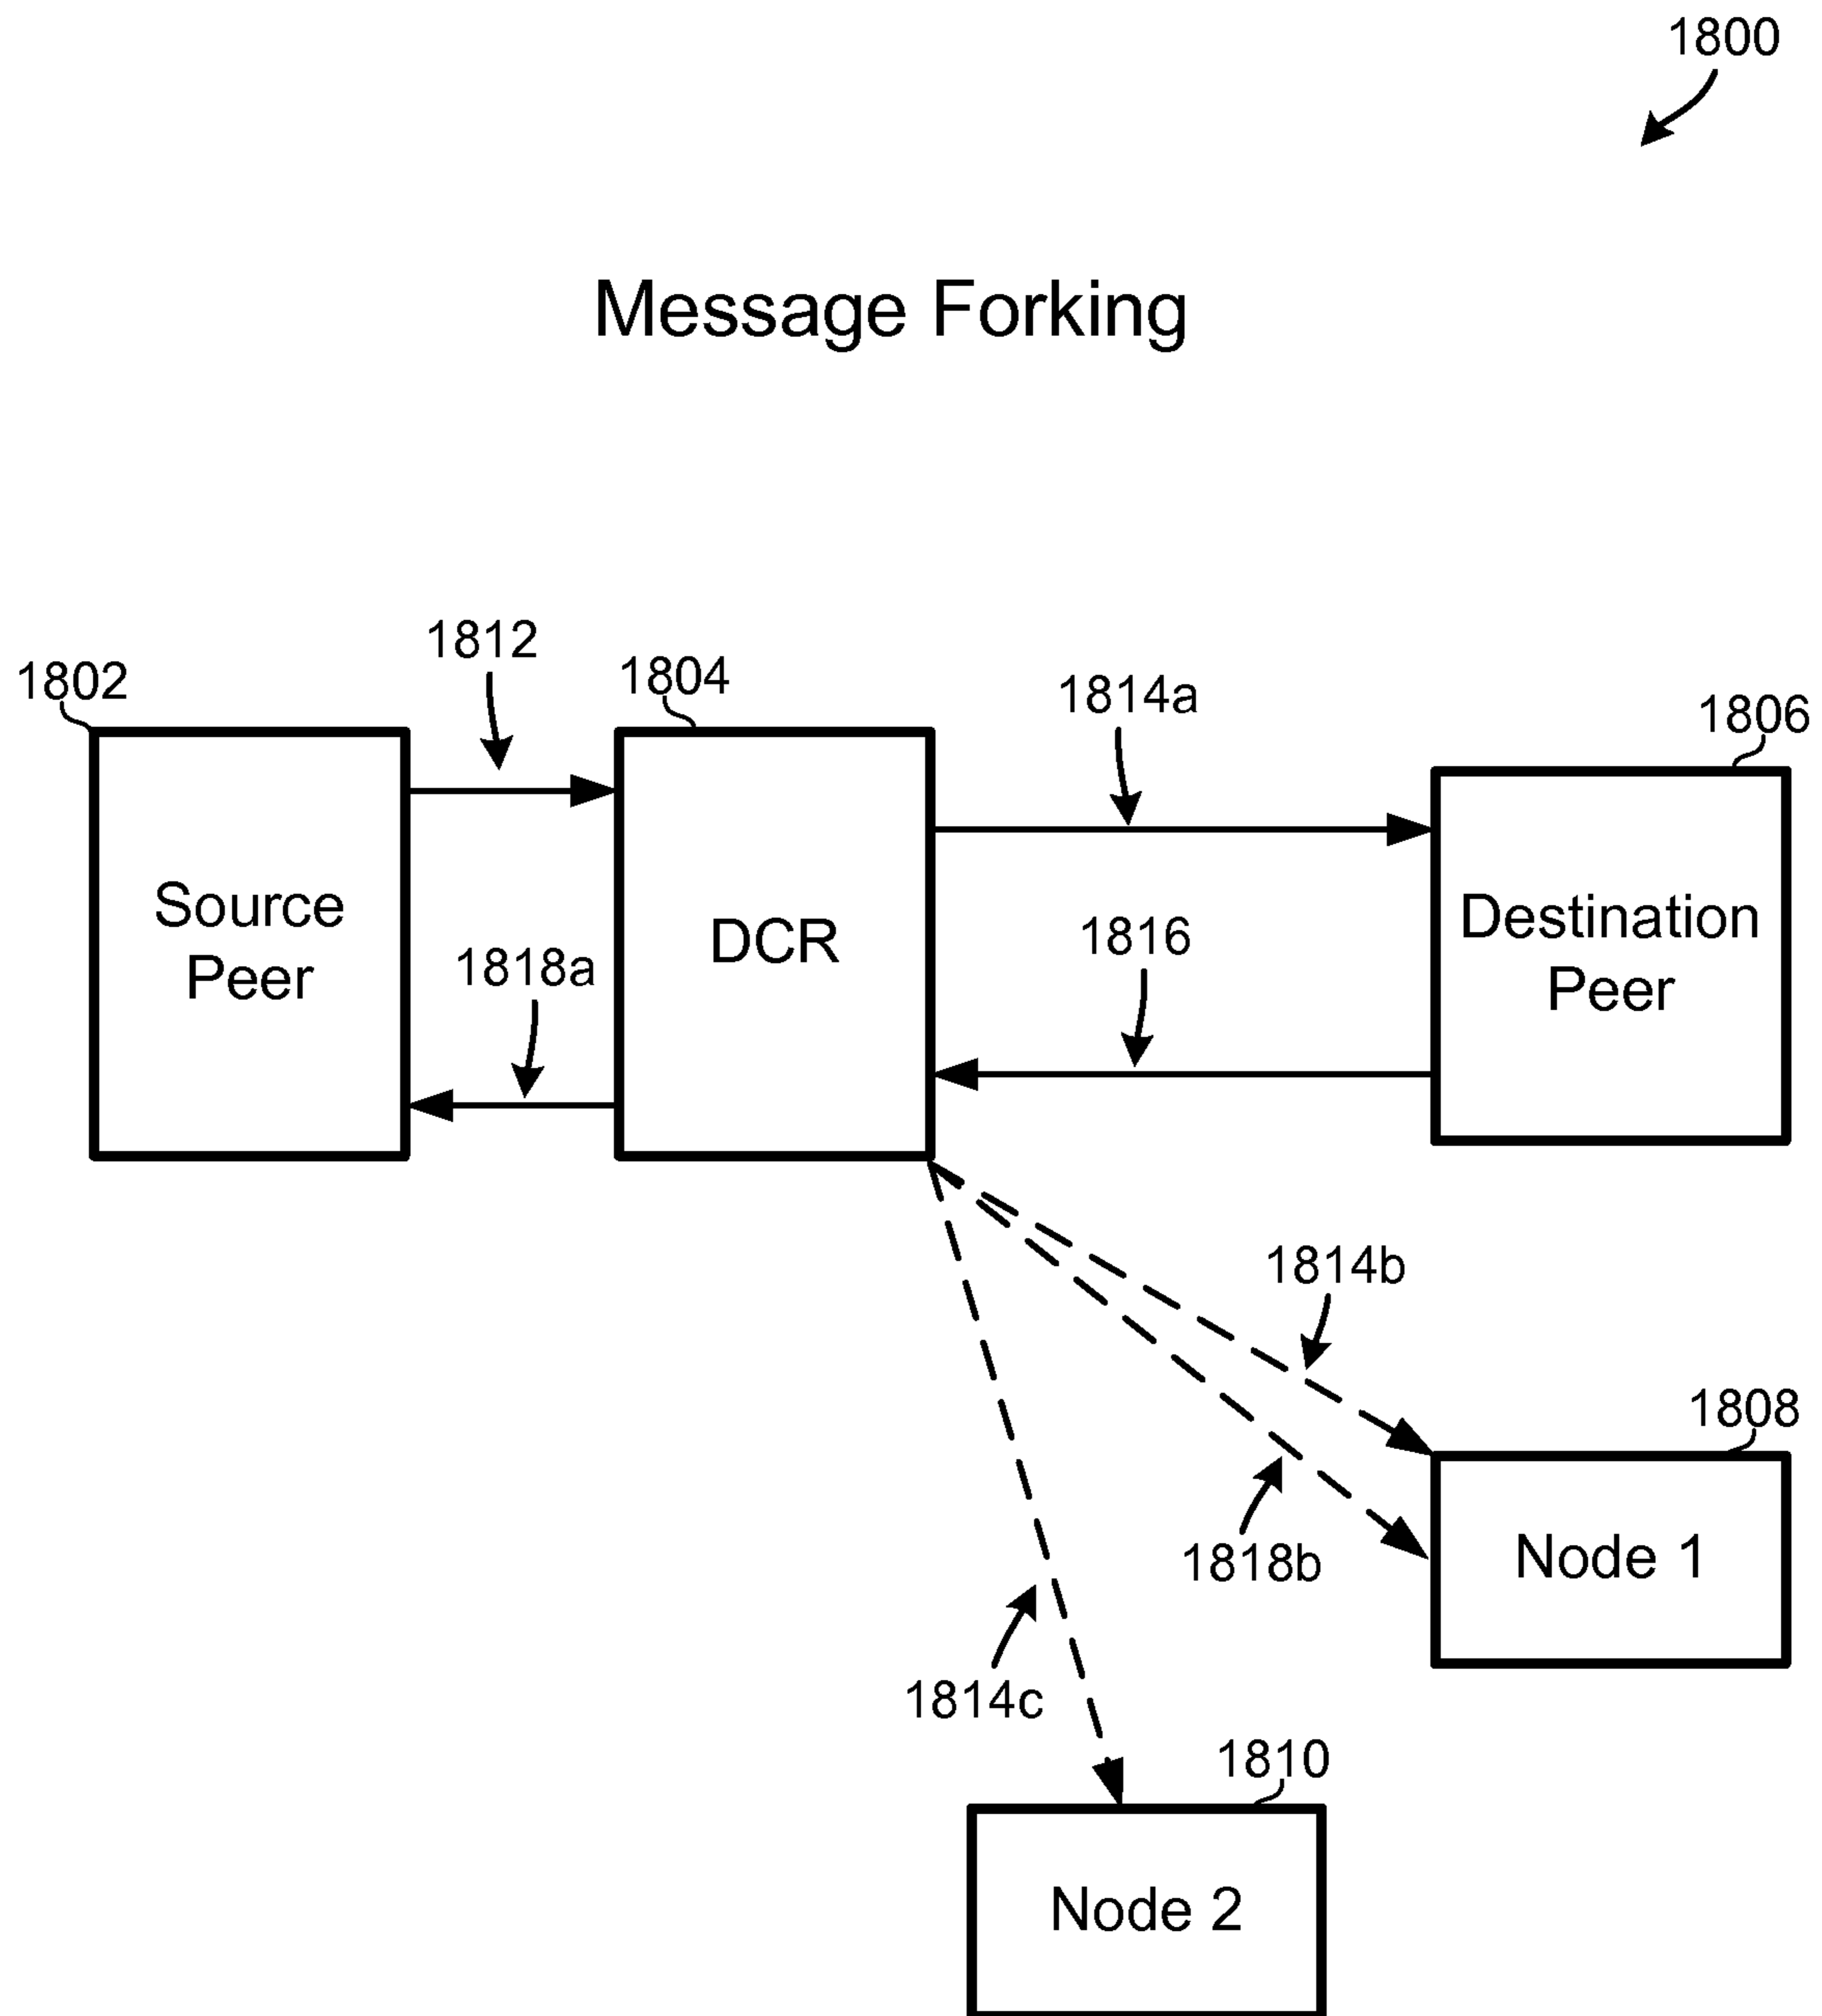 1800
Message Forking
1812
1802
1804
1814a
1806
Source
Peer
DCR
Destination
Peer
1818a
1816
1814b
1808
Node 1
1818b
1814c
1810
Node 2